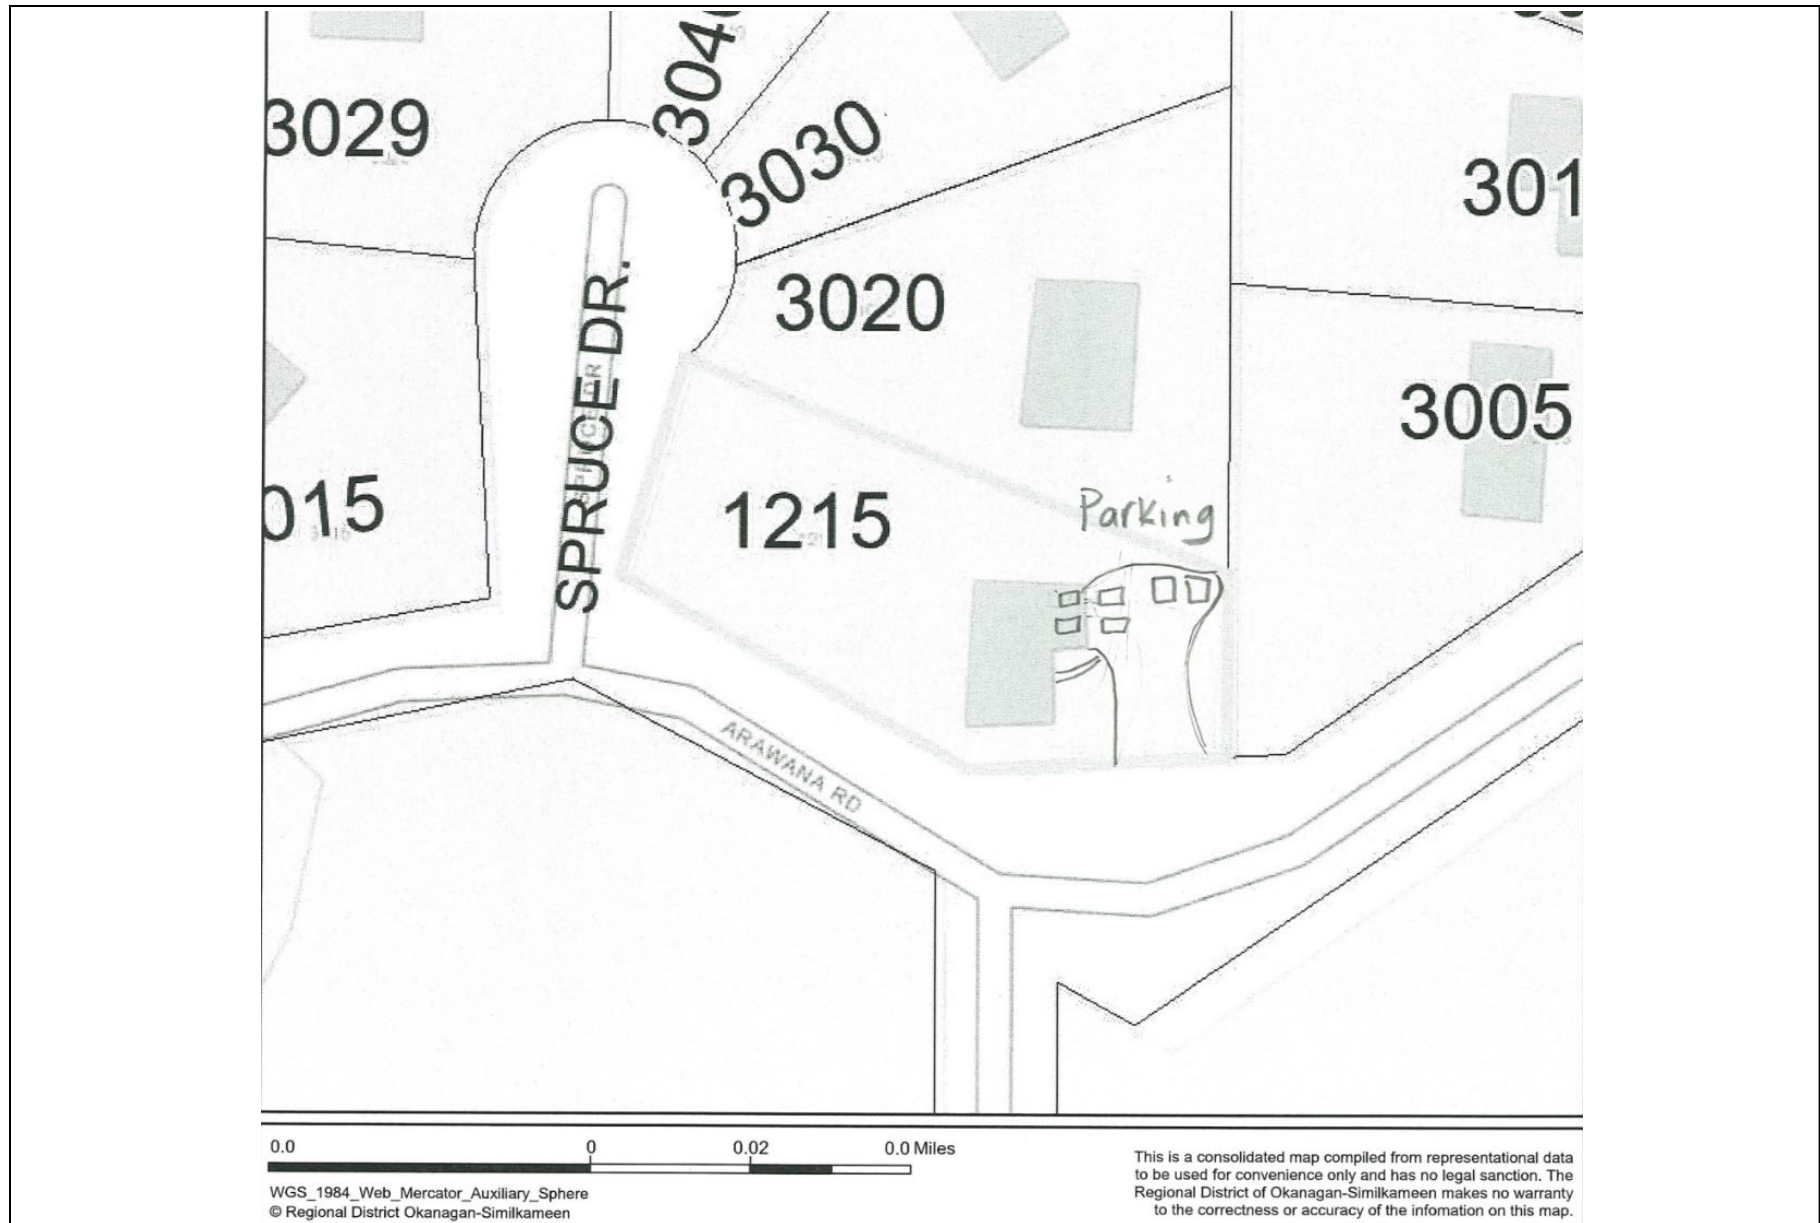 3029
304
3030
301
3020
SPRUCE DR.
SPRUCE DR
3005
015
1215
Parking
ARAWANA RD
0.0 0 0.02 0.0 Miles
WGS_1984_Web_Mercator_Auxiliary_Sphere
© Regional District Okanagan-Similkameen
This is a consolidated map compiled from representational data
to be used for convenience only and has no legal sanction. The
Regional District of Okanagan-Similkameen makes no warranty
to the correctness or accuracy of the infomation on this map.